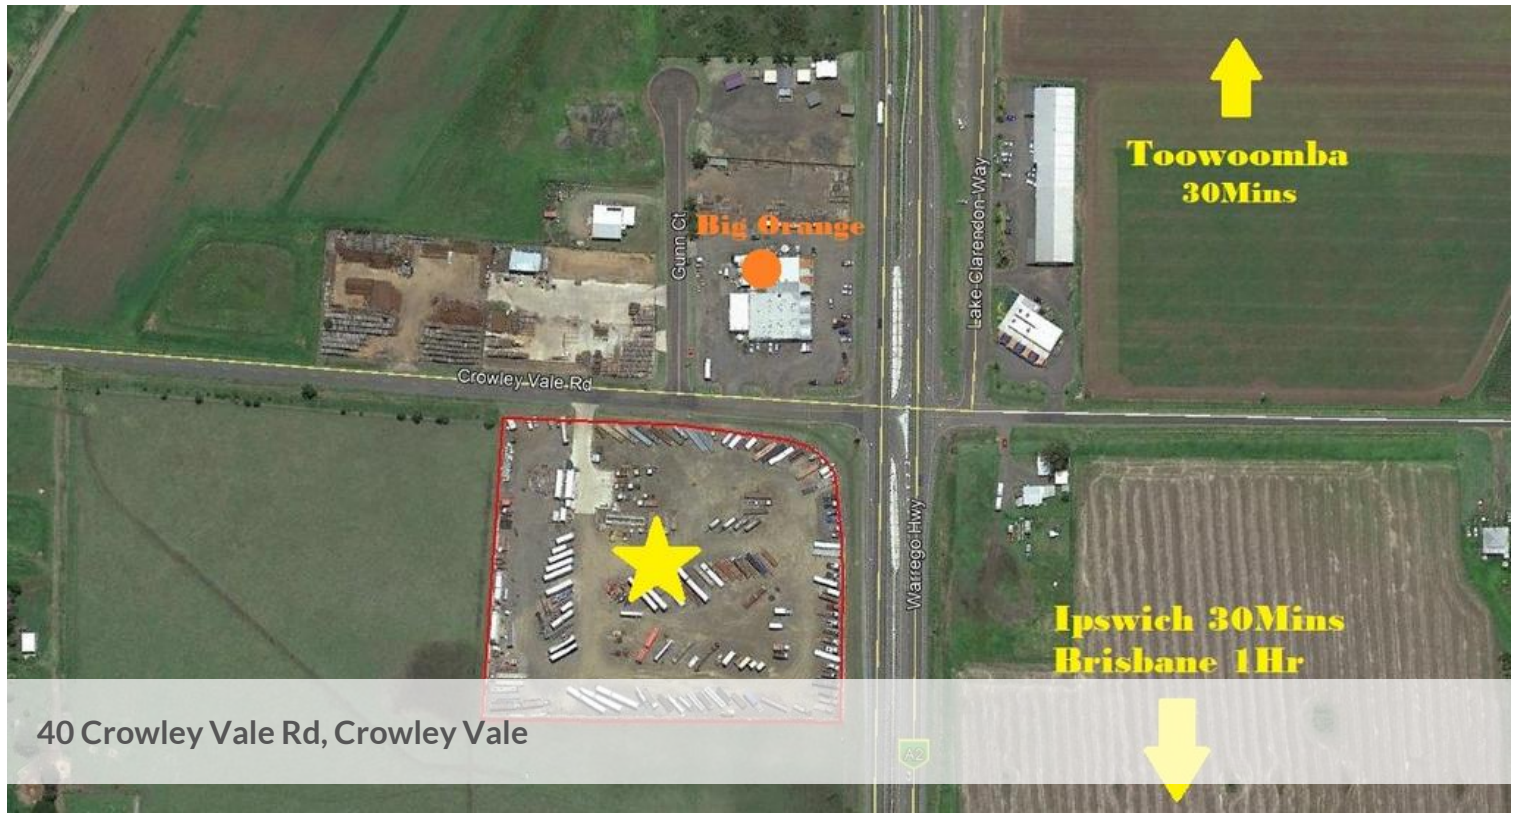 Toowoomba
30Mins
Big Orange
Gunn Ct
Lake Clarendon Way
Crowley Vale Rd
Warrego Hwy
Ipswich 30Mins
Brisbane 1Hr
40 Crowley Vale Rd, Crowley Vale
A2